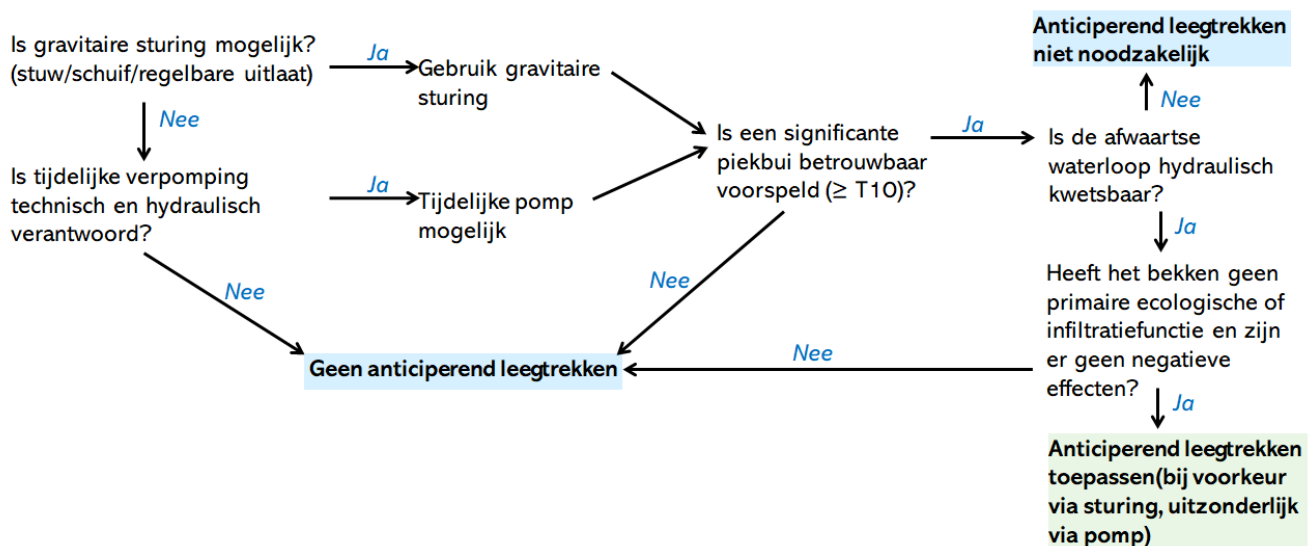 Is gravitaire sturing mogelijk?
(stuw/schuif/regelbare uitlaat)
Ja
Gebruik gravitaire
sturing
Nee
Is tijdelijke verpomping
technisch en hydraulisch
verantwoord?
Ja
Tijdelijke pomp
mogelijk
Nee
Is een significante
piekbui betrouwbaar
voorspeld (≥ T10)?
Ja
Nee
Anticiperend leegtrekken
niet noodzakelijk
Nee
Is de afwaartse
waterloop hydraulisch
kwetsbaar?
Ja
Heeft het bekken geen
primaire ecologische of
infiltratiefunctie en zijn
er geen negatieve
effecten?
Nee
Geen anticiperend leegtrekken
Ja
Anticiperend leegtrekken
toepassen(bij voorkeur
via sturing, uitzonderlijk
via pomp)